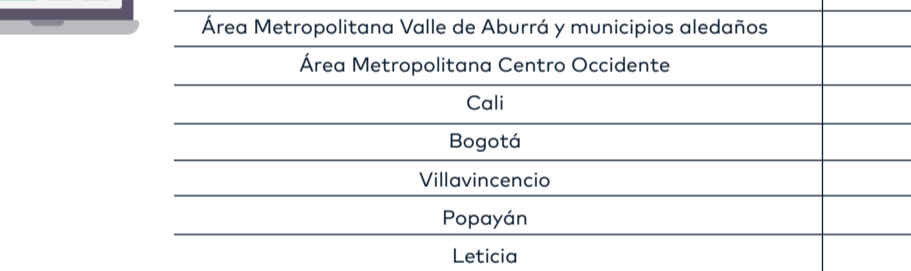 Área Metropolitana Valle de Aburrá y municipios aledaños
Área Metropolitana Centro Occidente
Cali
Bogotá
Villavincencio
Popayán
Leticia